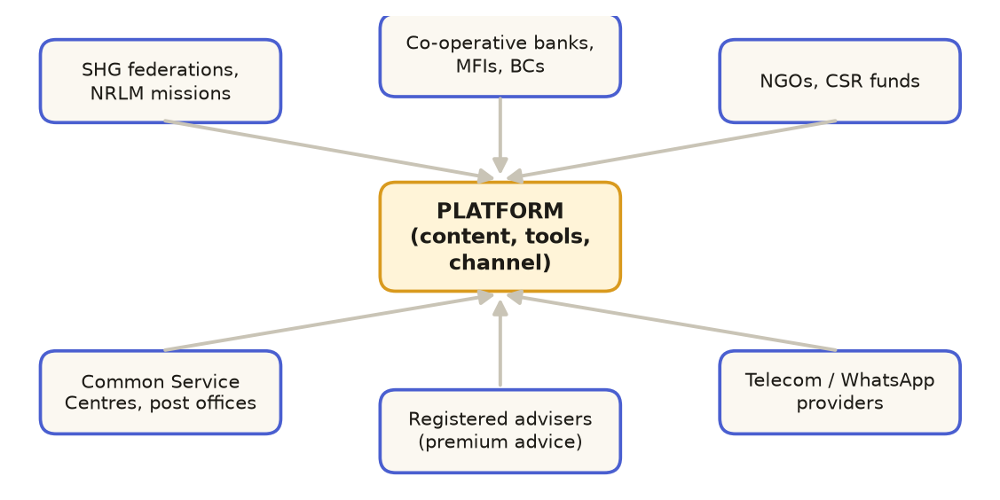 SHG federations,
NRLM missions
Co-operative banks,
MFIs, BCs
NGOs, CSR funds
PLATFORM
(content, tools,
channel)
Common Service
Centres, post offices
Registered advisers
(premium advice)
Telecom / WhatsApp
providers